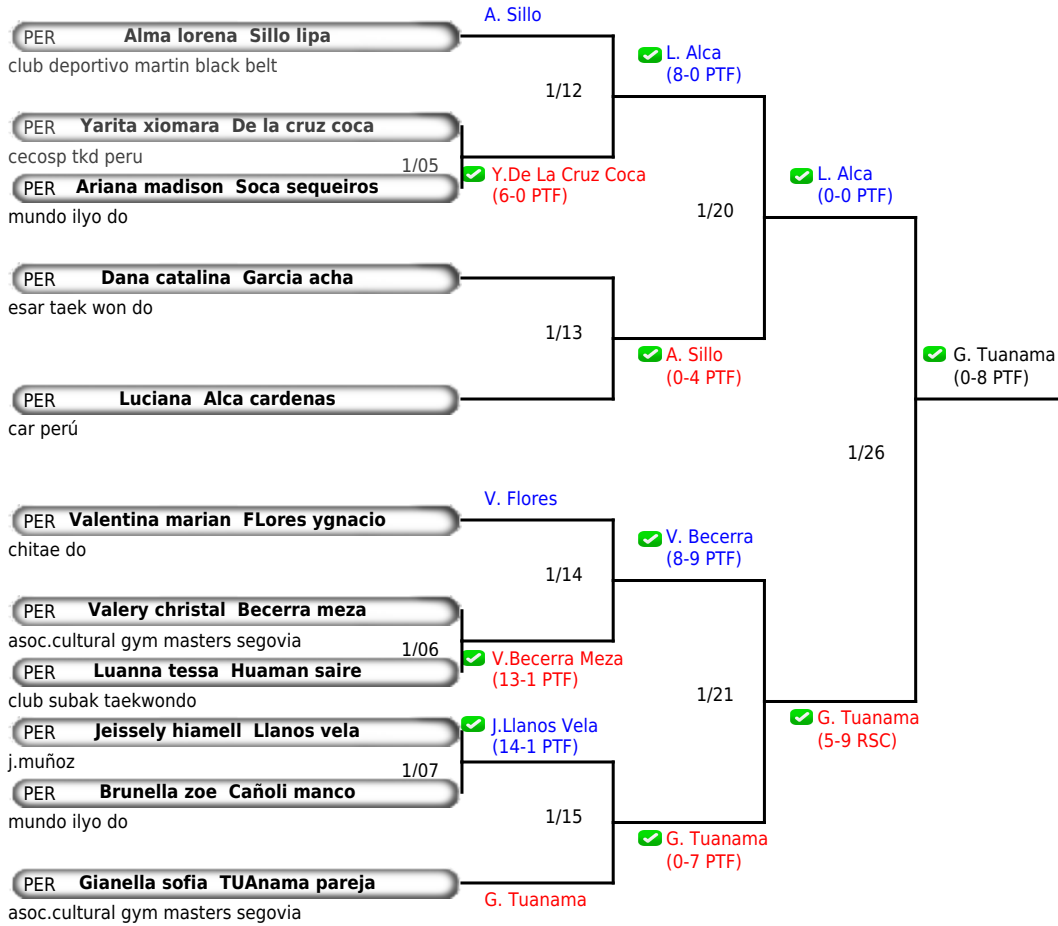 A. Sillo
PER Alma lorena Sillo lipa
club deportivo martin black belt
L. Alca
(8-0 PTF)
1/12
PER Yarita xiomara De la cruz coca
cecosp tkd peru
1/05
Y.De La Cruz Coca
(6-0 PTF)
PER Ariana madison Soca sequeiros
mundo ilyo do
L. Alca
(0-0 PTF)
1/20
PER Dana catalina Garcia acha
esar taek won do
1/13
A. Sillo
(0-4 PTF)
G. Tuanama
(0-8 PTF)
PER Luciana Alca cardenas
car perú
1/26
V. Flores
PER Valentina marian FLores ygnacio
chitae do
V. Becerra
(8-9 PTF)
1/14
PER Valery christal Becerra meza
asoc.cultural gym masters segovia
1/06
V.Becerra Meza
(13-1 PTF)
PER Luanna tessa Huaman saire
club subak taekwondo
1/21
G. Tuanama
(5-9 RSC)
PER Jeissely hiamell Llanos vela
j.muñoz
J.Llanos Vela
(14-1 PTF)
1/07
PER Brunella zoe Cañoli manco
mundo ilyo do
1/15
G. Tuanama
(0-7 PTF)
PER Gianella sofia TUAnama pareja
asoc.cultural gym masters segovia
G. Tuanama